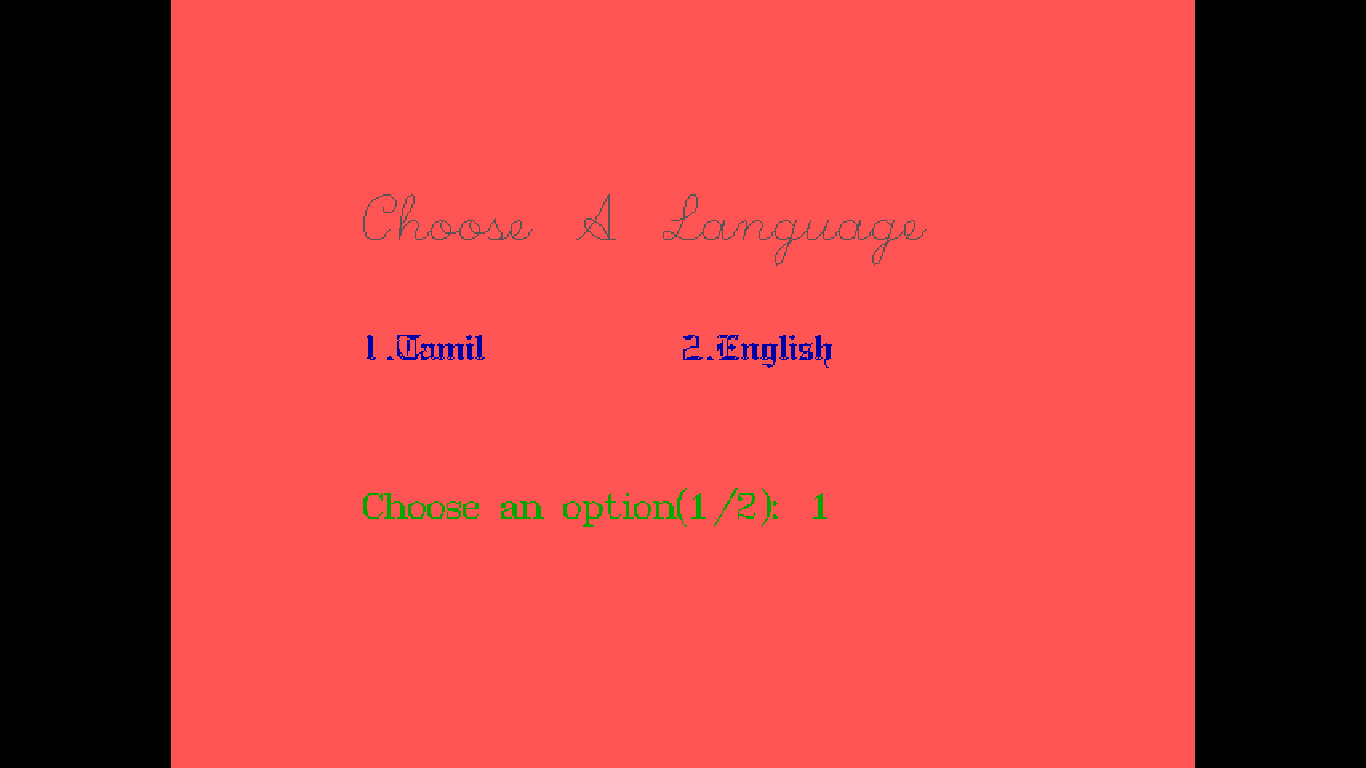 Choose A Language
1.Tamil 2.English
Choose an option(1/2): 1